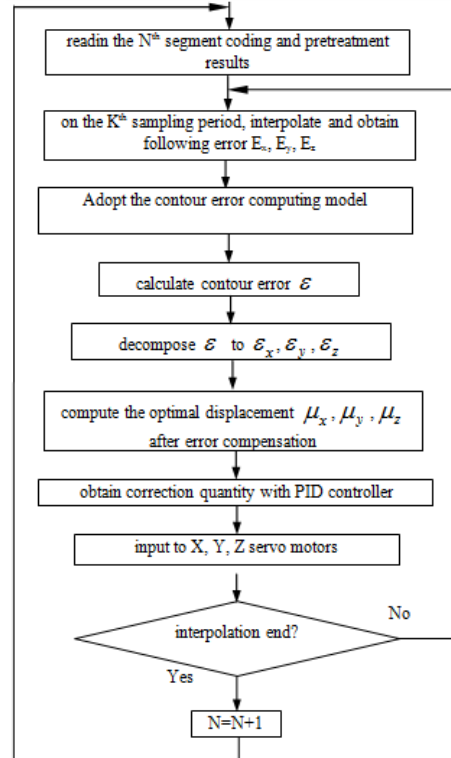 readin the Nth segment coding and pretreatment
results
on the Kth sampling period, interpolate and obtain
following error Ex, Ey, Ez
Adopt the contour error computing model
calculate contour error ε
decompose ε to εx, εy, εz
compute the optimal displacement μx, μy, μz
after error compensation
obtain correction quantity with PID controller
input to X, Y, Z servo motors
No
interpolation end?
Yes
N=N+1